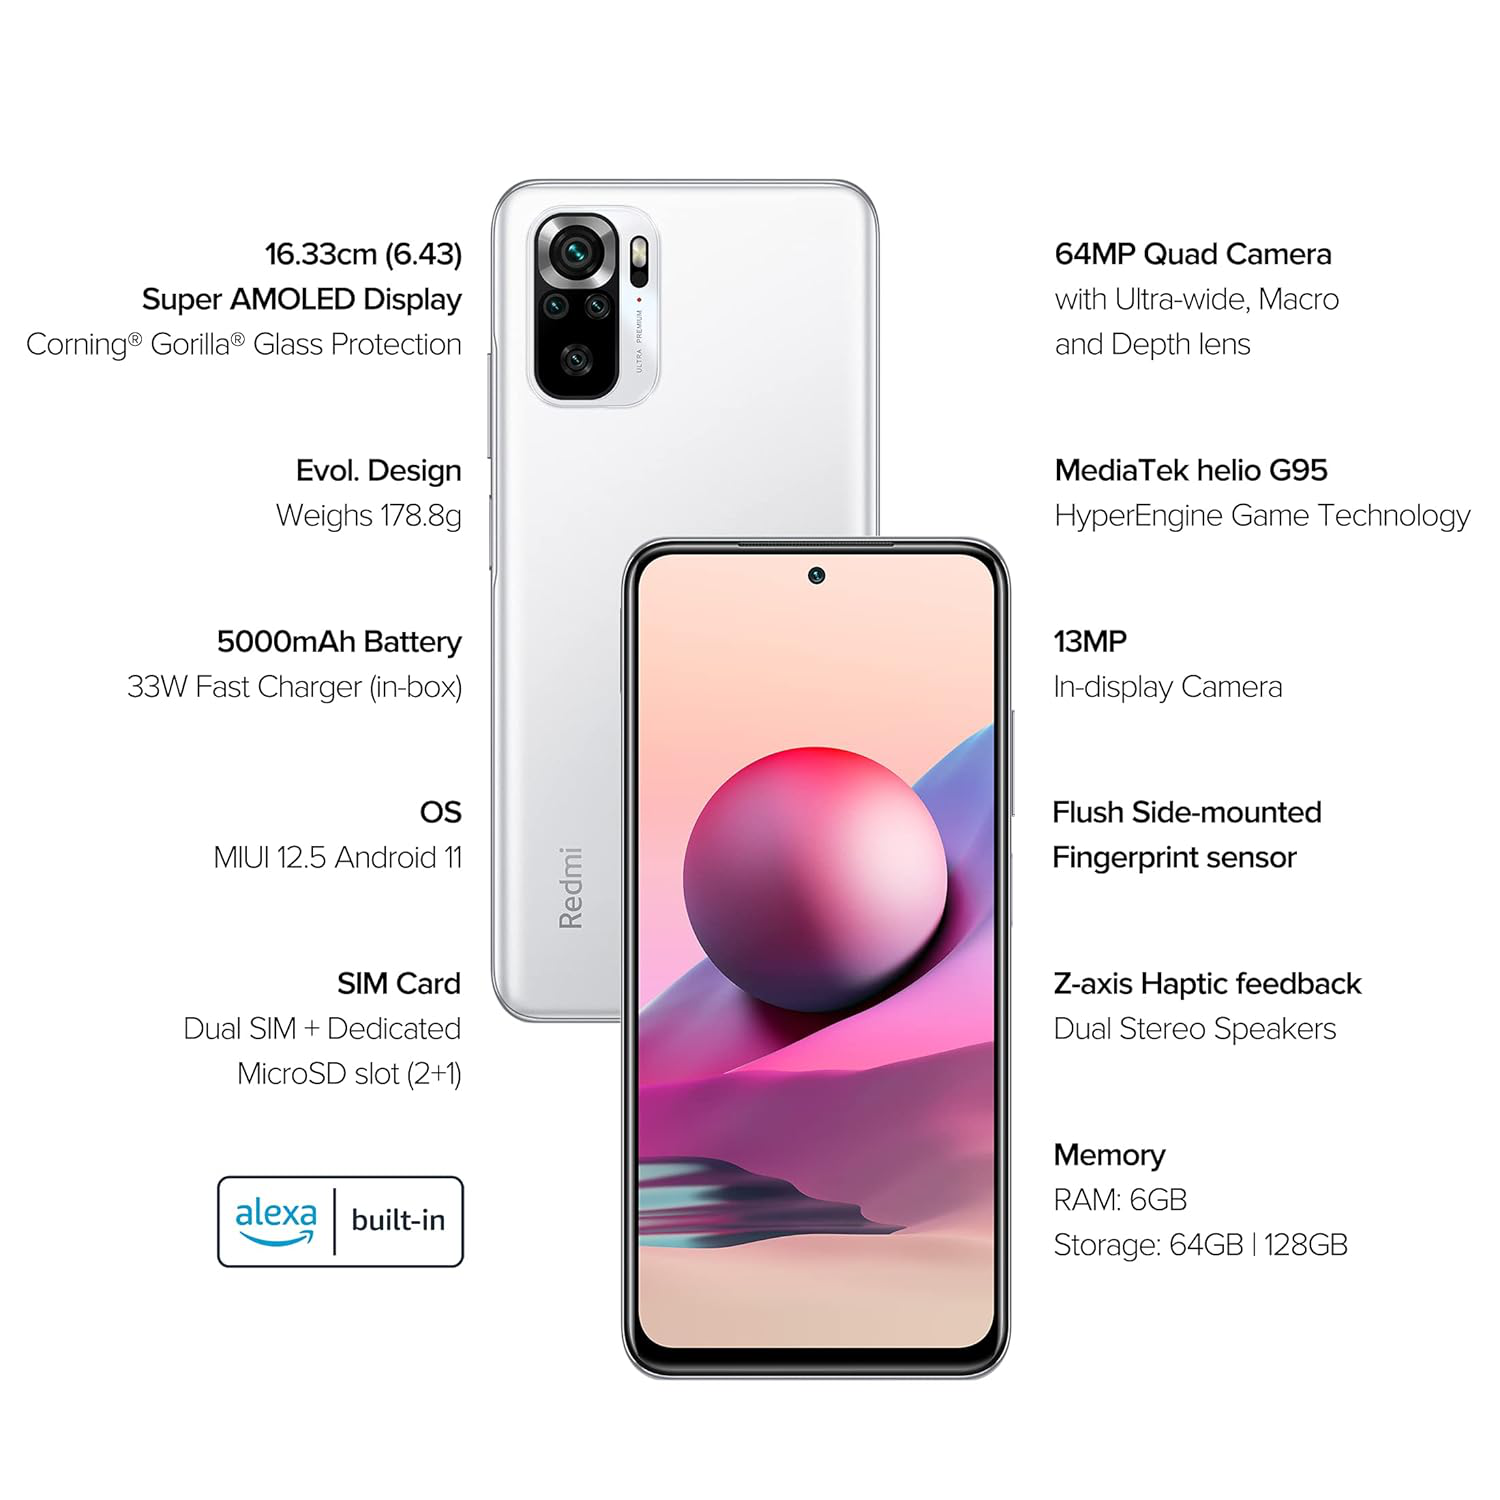 16.33cm (6.43)
Super AMOLED Display
Corning® Gorilla® Glass Protection
Evol. Design
Weighs 178.8g
5000mAh Battery
33W Fast Charger (in-box)
OS
MIUI 12.5 Android 11
SIM Card
Dual SIM + Dedicated
MicroSD slot (2+1)
alexa | built-in
ULTRA PREMIUM
Redmi
64MP Quad Camera
with Ultra-wide, Macro
and Depth lens
MediaTek helio G95
HyperEngine Game Technology
13MP
In-display Camera
Flush Side-mounted
Fingerprint sensor
Z-axis Haptic feedback
Dual Stereo Speakers
Memory
RAM: 6GB
Storage: 64GB | 128GB